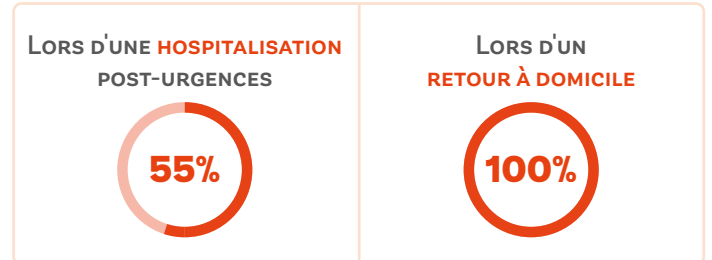 Lors d'une hospitalisation
post-urgences
55%
Lors d'un
retour à domicile
100%